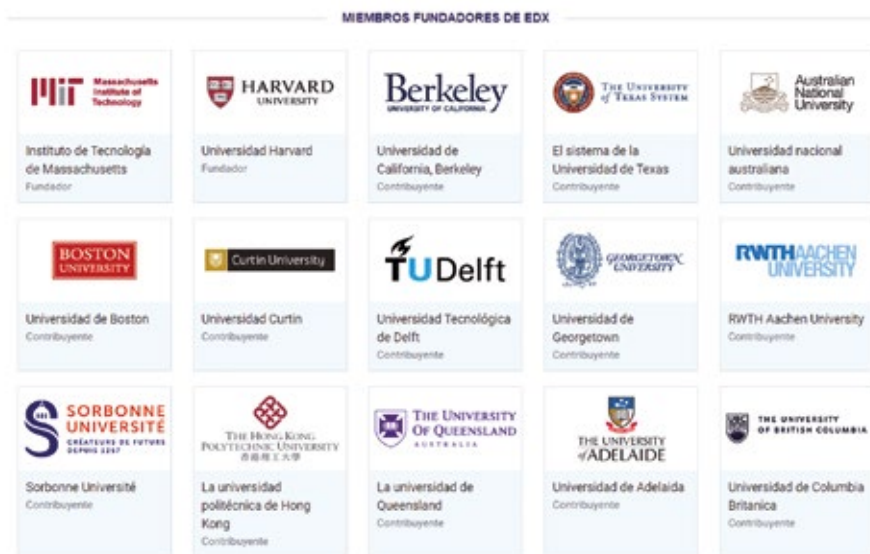 MIEMBROS FUNDADORES DE EDX
MIT Massachusetts
Institute of
Technology
Instituto de Tecnología
de Massachusetts
Fundador
HARVARD
UNIVERSITY
Universidad Harvard
Fundador
Berkeley
UNIVERSITY OF CALIFORNIA
Universidad de
California, Berkeley
Contribuyente
THE UNIVERSITY
of TEXAS SYSTEM
El sistema de la
Universidad de Texas
Contribuyente
Australian
National
University
Universidad nacional
australiana
Contribuyente
BOSTON
UNIVERSITY
Universidad de Boston
Contribuyente
Curtin University
Universidad Curtin
Contribuyente
TU Delft
Universidad Tecnológica
de Delft
Contribuyente
GEORGETOWN
UNIVERSITY
Universidad de
Georgetown
Contribuyente
RWTHAACHEN
UNIVERSITY
RWTH Aachen University
Contribuyente
SORBONNE
UNIVERSITÉ
CRÉATEURS DE FUTURS
DEPUIS 1257
Sorbonne Université
Contribuyente
THE HONG KONG
POLYTECHNIC UNIVERSITY
香港理工大學
La universidad
politécnica de Hong
Kong
Contribuyente
THE UNIVERSITY
OF QUEENSLAND
AUSTRALIA
La universidad de
Queensland
Contribuyente
THE UNIVERSITY
of ADELAIDE
Universidad de Adelaida
Contribuyente
THE UNIVERSITY
OF BRITISH COLUMBIA
Universidad de Columbia
Britanica
Contribuyente